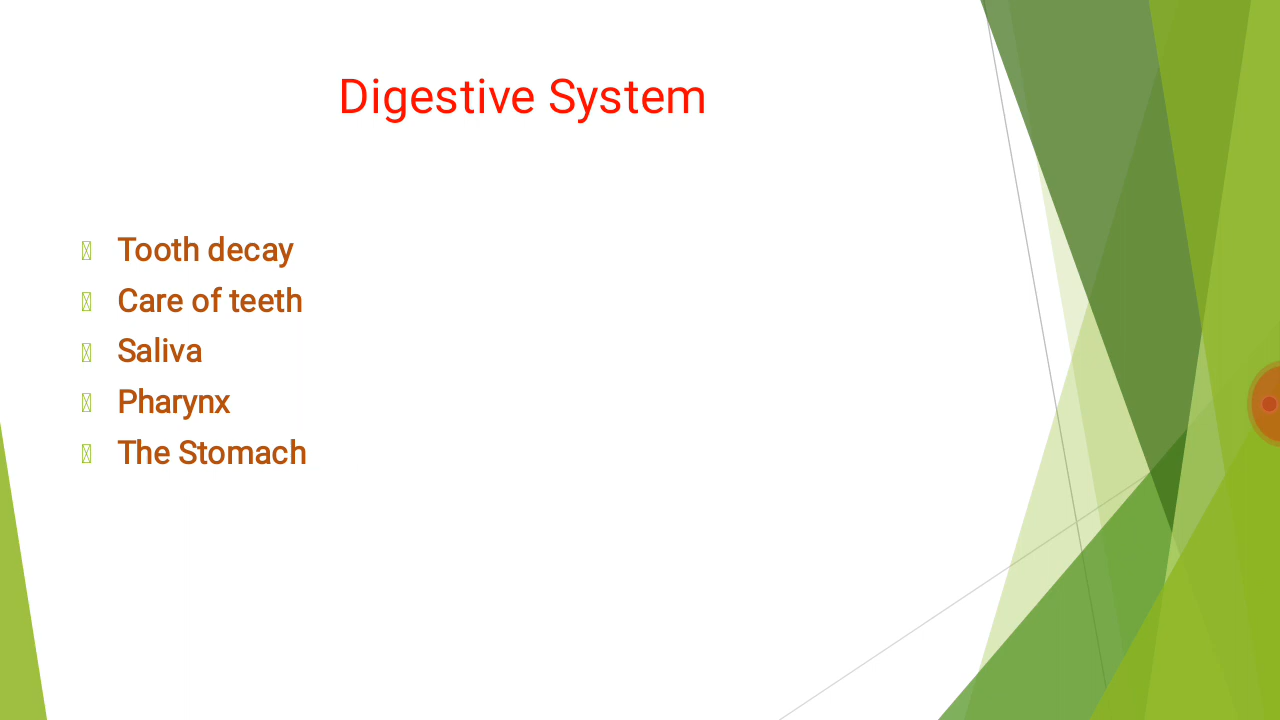 Digestive System
Tooth decay
Care of teeth
Saliva
Pharynx
The Stomach